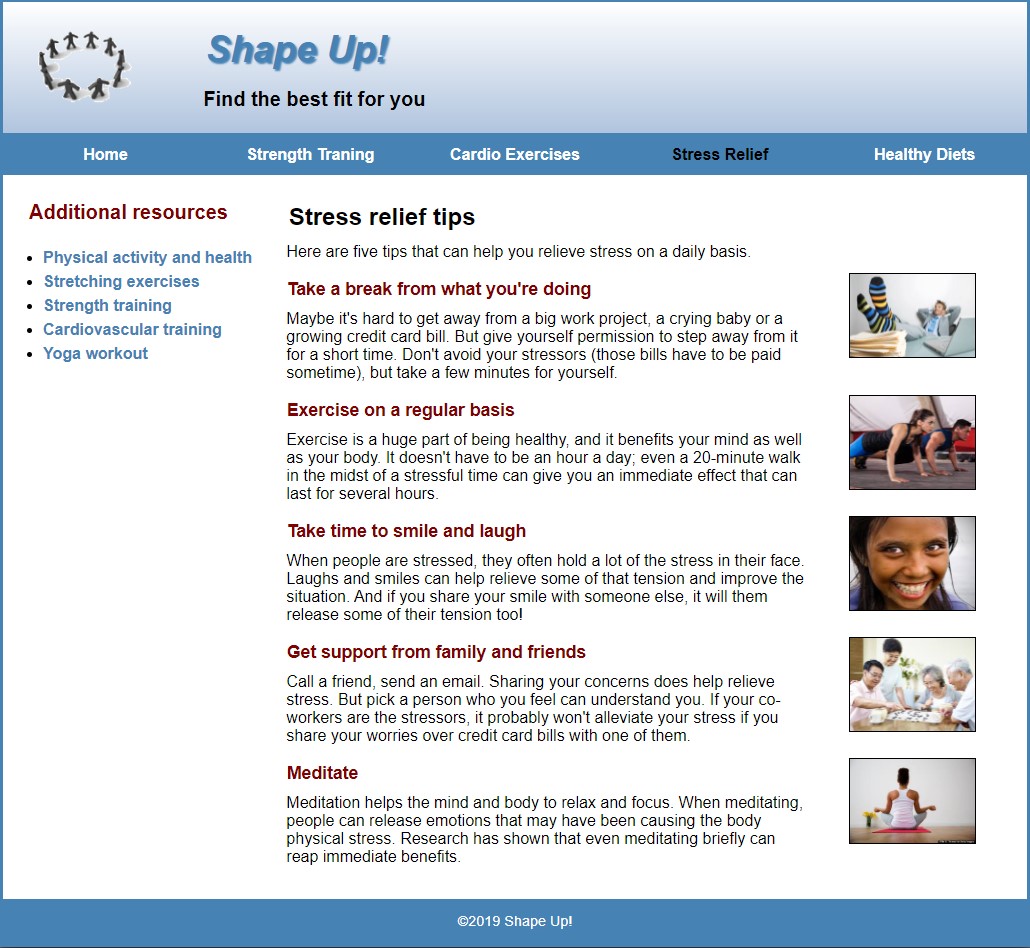 Shape Up!
Find the best fit for you
Home
Strength Traning
Cardio Exercises
Stress Relief
Healthy Diets
Additional resources
Physical activity and health
Stretching exercises
Strength training
Cardiovascular training
Yoga workout
Stress relief tips
Here are five tips that can help you relieve stress on a daily basis.
Take a break from what you're doing
Maybe it's hard to get away from a big work project, a crying baby or a
growing credit card bill. But give yourself permission to step away from it
for a short time. Don't avoid your stressors (those bills have to be paid
sometime), but take a few minutes for yourself.
Exercise on a regular basis
Exercise is a huge part of being healthy, and it benefits your mind as well
as your body. It doesn't have to be an hour a day; even a 20-minute walk
in the midst of a stressful time can give you an immediate effect that can
last for several hours.
Take time to smile and laugh
When people are stressed, they often hold a lot of the stress in their face.
Laughs and smiles can help relieve some of that tension and improve the
situation. And if you share your smile with someone else, it will them
release some of their tension too!
Get support from family and friends
Call a friend, send an email. Sharing your concerns does help relieve
stress. But pick a person who you feel can understand you. If your co-
workers are the stressors, it probably won't alleviate your stress if you
share your worries over credit card bills with one of them.
Meditate
Meditation helps the mind and body to relax and focus. When meditating,
people can release emotions that may have been causing the body
physical stress. Research has shown that even meditating briefly can
reap immediate benefits.
©2019 Shape Up!